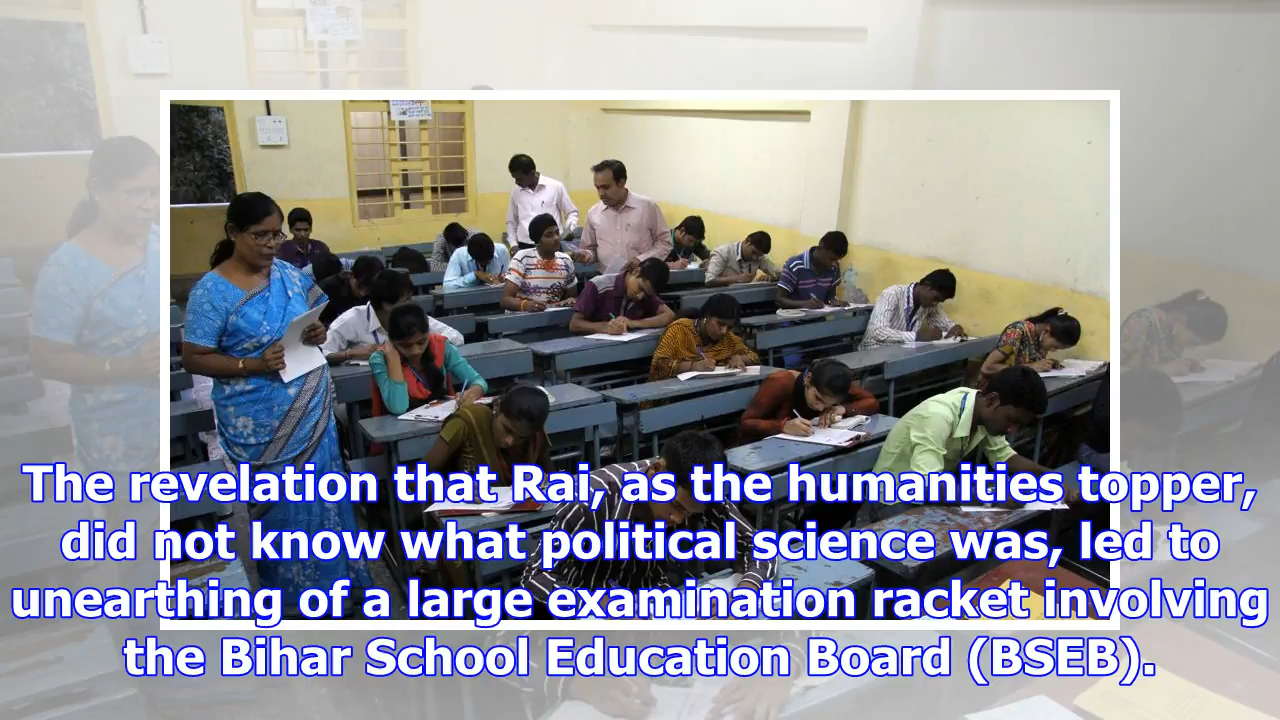 The revelation that Rai, as the humanities topper,
did not know what political science was, led to
unearthing of a large examination racket involving
the Bihar School Education Board (BSEB).